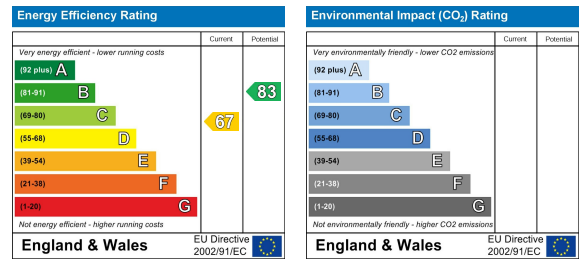 Energy Efficiency Rating
Current
Potential
Very energy efficient - lower running costs
(92 plus) A
(81-91) B
(69-80) C
(55-68) D
(39-54) E
(21-38) F
(1-20) G
67
83
Not energy efficient - higher running costs
England & Wales
EU Directive
2002/91/EC
Environmental Impact (CO₂) Rating
Current
Potential
Very environmentally friendly - lower CO2 emissions
(92 plus) A
(81-91) B
(69-80) C
(55-68) D
(39-54) E
(21-38) F
(1-20) G
Not environmentally friendly - higher CO2 emissions
England & Wales
EU Directive
2002/91/EC